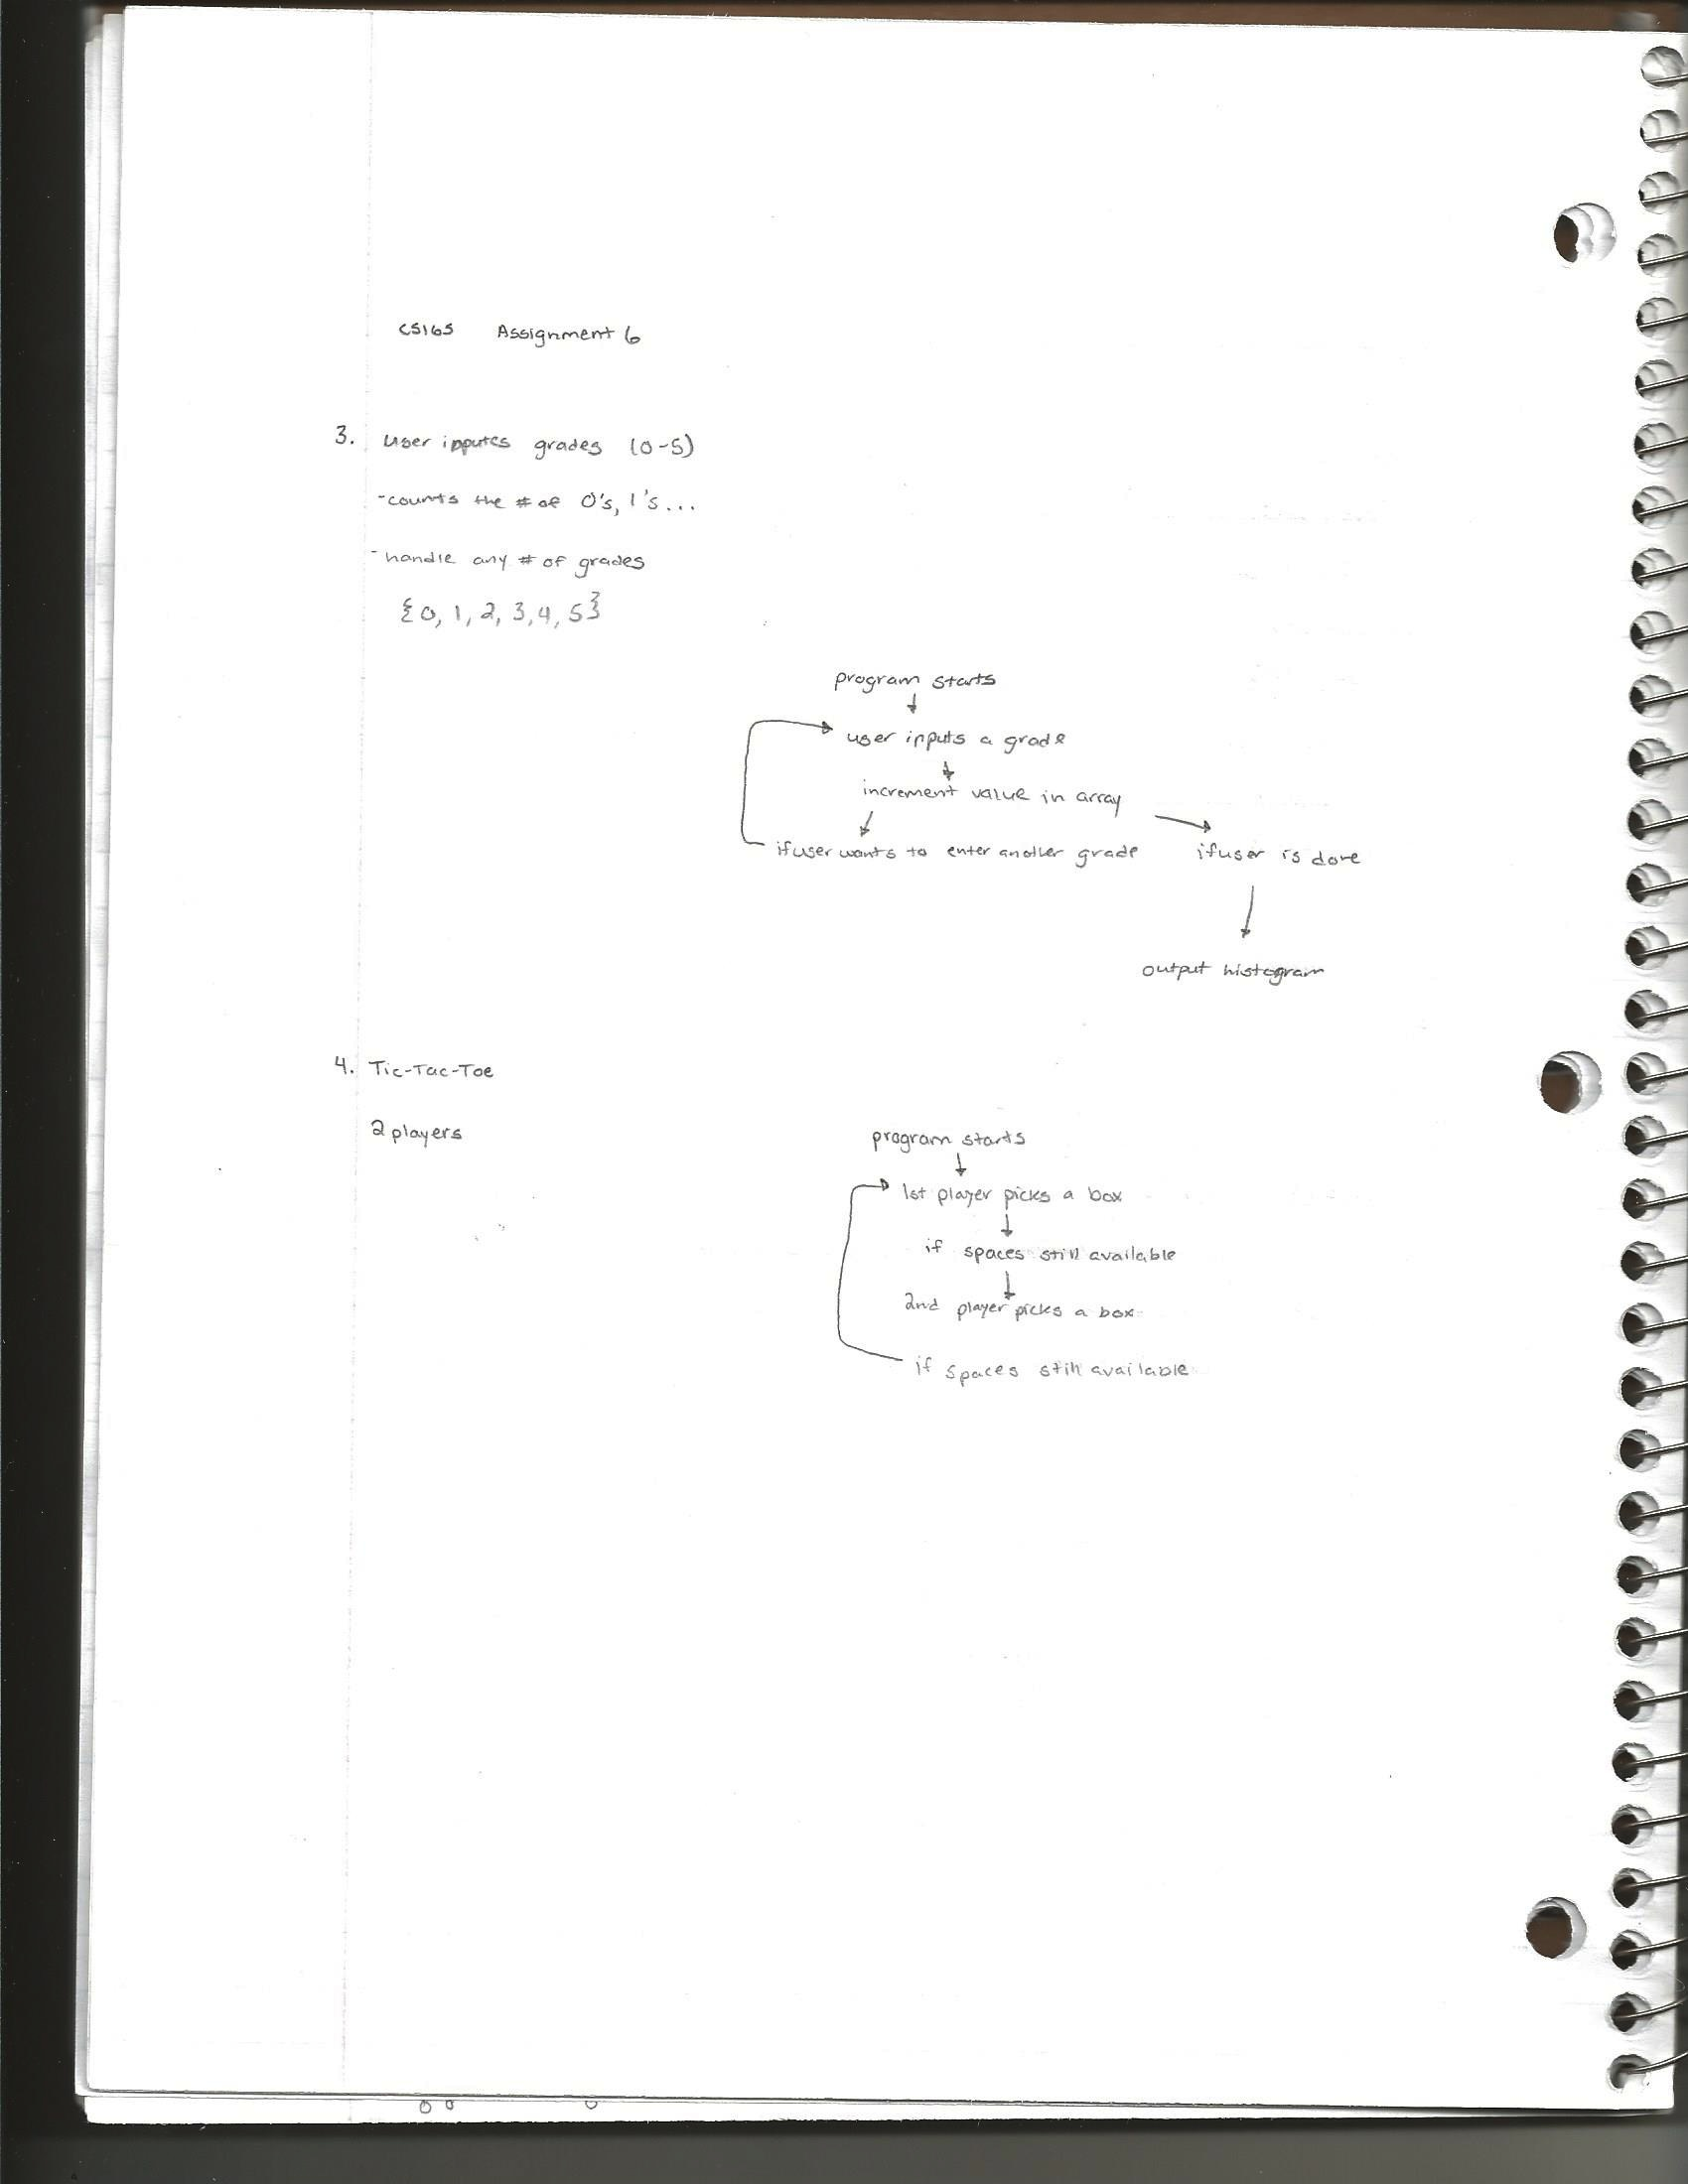 CS165 Assignment 6
3. user ipputes grades (0-5)
-counts the # of 0's, 1's...
-handle any # of grades
{0, 1, 2, 3, 4, 5}
program starts
user inputs a grade
increment value in array
if user wants to enter another grade if user is done
output histogram
4. Tic-Tac-Toe
2 players
program starts
1st player picks a box
if spaces still available
2nd player picks a box
if spaces still available